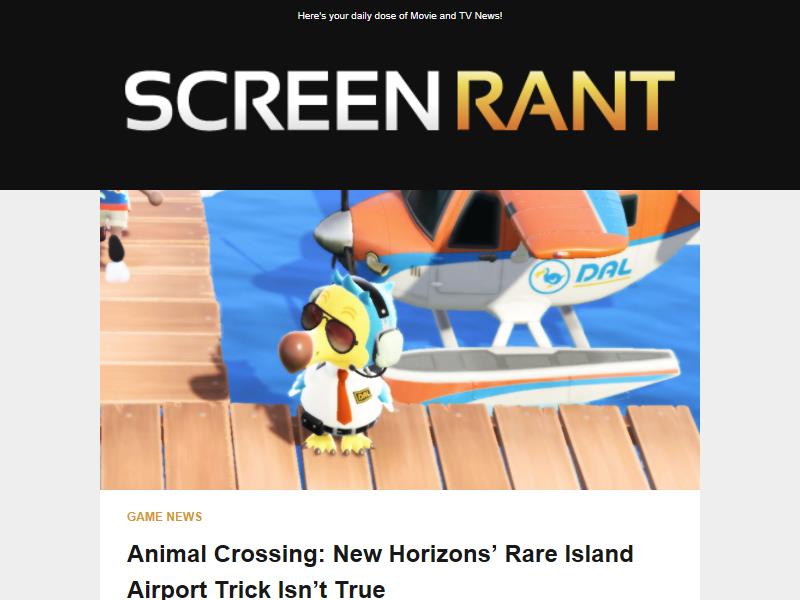 Here's your daily dose of Movie and TV News!
SCREEN RANT
DAL
DAL
GAME NEWS
Animal Crossing: New Horizons’ Rare Island
Airport Trick Isn’t True